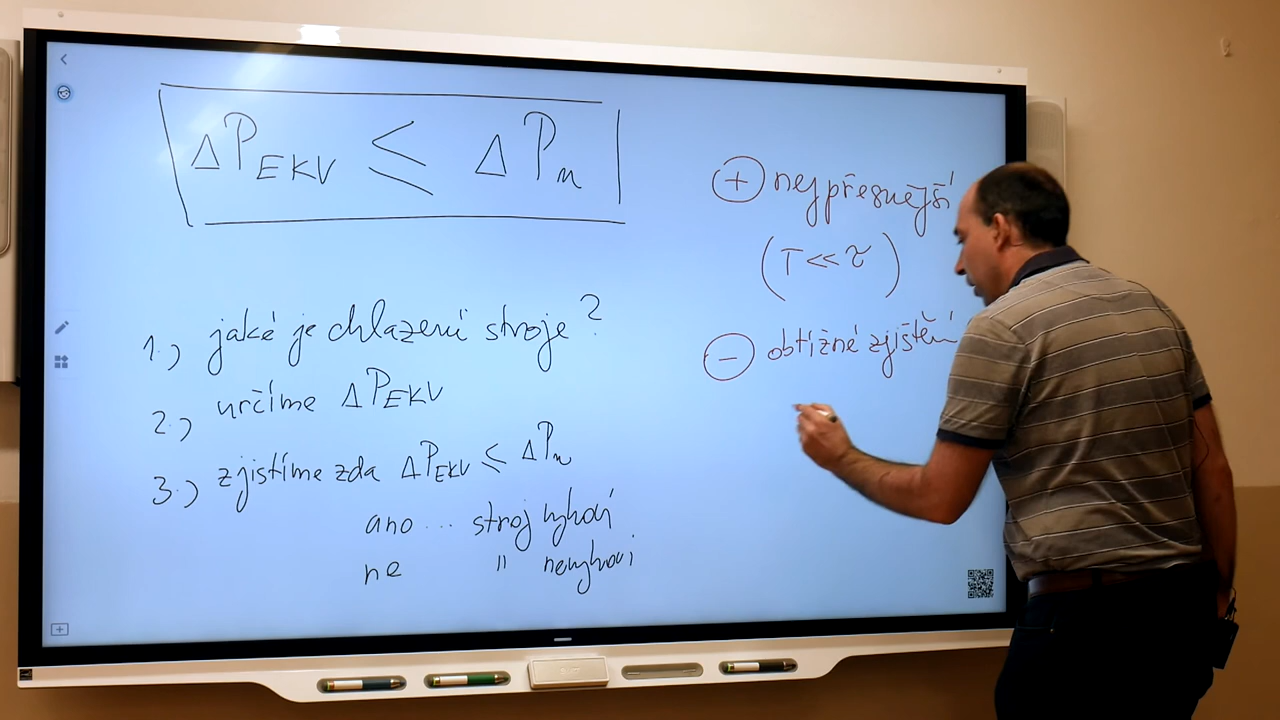 ΔP_EKV ≤ ΔP_n
1.) jaké je chlazení stroje?
2.) určíme ΔP_EKV
3.) zjistíme zda ΔP_EKV ≤ ΔP_n
ano ... stroj vyhoví
ne " nevyhoví
+ nejpřesnější
(T << τ)
− obtížné zjištění